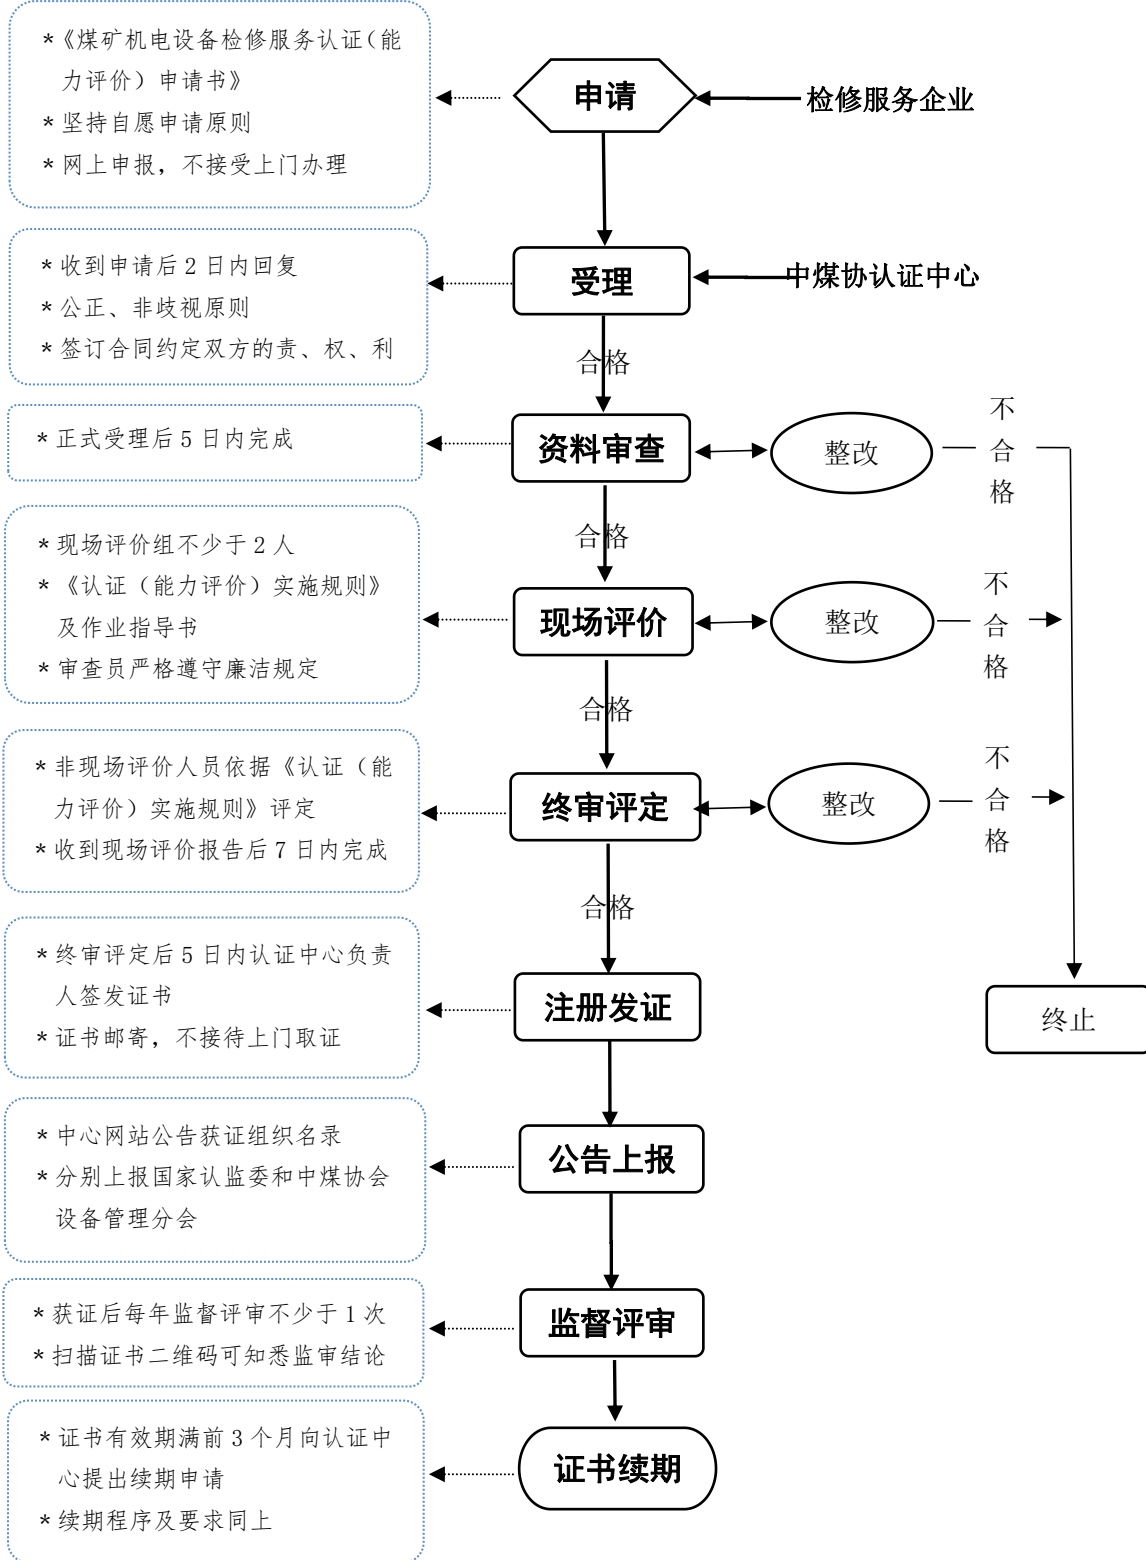 *《煤矿机电设备检修服务认证（能
力评价）申请书》
* 坚持自愿申请原则
* 网上申报，不接受上门办理
申请
检修服务企业
* 收到申请后 2 日内回复
* 公正、非歧视原则
* 签订合同约定双方的责、权、利
受理
中煤协认证中心
合格
* 正式受理后 5 日内完成
资料审查
整改
不
合
格
合格
* 现场评价组不少于 2 人
* 《认证（能力评价）实施规则》
及作业指导书
* 审查员严格遵守廉洁规定
现场评价
整改
不
合
格
合格
* 非现场评价人员依据《认证（能
力评价）实施规则》评定
* 收到现场评价报告后 7 日内完成
终审评定
整改
不
合
格
合格
* 终审评定后 5 日内认证中心负责
人签发证书
* 证书邮寄，不接待上门取证
注册发证
终止
* 中心网站公告获证组织名录
* 分别上报国家认监委和中煤协会
设备管理分会
公告上报
* 获证后每年监督评审不少于 1 次
* 扫描证书二维码可知悉监审结论
监督评审
* 证书有效期满前 3 个月向认证中
心提出续期申请
* 续期程序及要求同上
证书续期